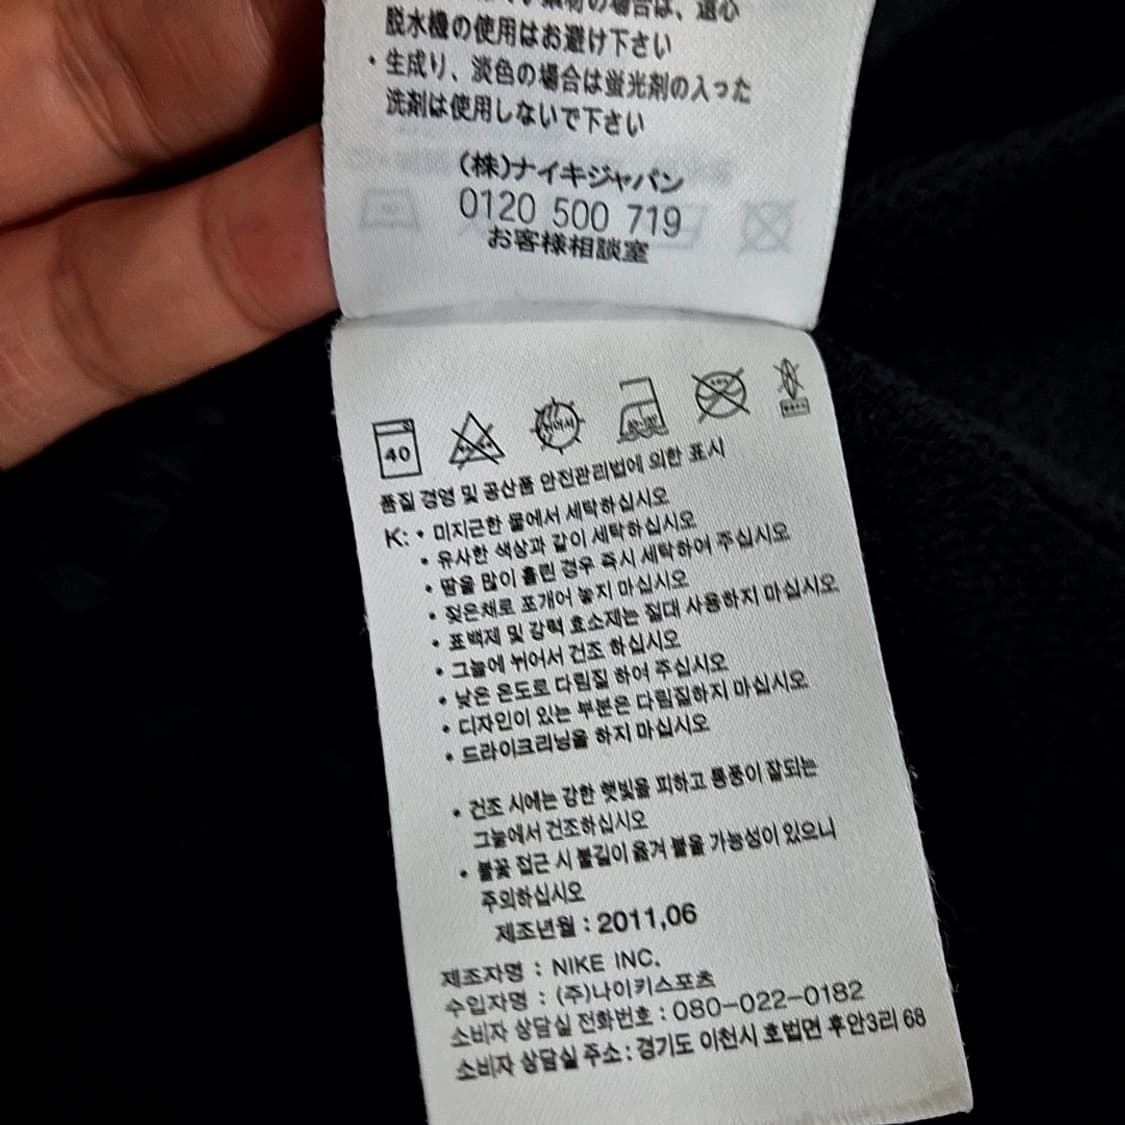 脱水機の使用はお避け下さい
・生成り、淡色の場合は蛍光剤の入った
洗剤は使用しないで下さい
(株)ナイキジャパン
0120 500 719
お客様相談室
40
품질 경영 및 공산품 안전관리법에 의한 표시
K: • 미지근한 물에서 세탁하십시오
• 유사한 색상과 같이 세탁하십시오
• 땀을 많이 흘린 경우 즉시 세탁하여 주십시오
• 젖은채로 포개어 놓지 마십시오
• 표백제 및 강력 효소제는 절대 사용하지 마십시오
• 그늘에 뉘어서 건조 하십시오
• 낮은 온도로 다림질 하여 주십시오
• 디자인이 있는 부분은 다림질하지 마십시오
• 드라이크리닝을 하지 마십시오
• 건조 시에는 강한 햇빛을 피하고 통풍이 잘되는
그늘에서 건조하십시오
• 불꽃 접근 시 불길이 옮겨 붙을 가능성이 있으니
주의하십시오
제조년월 : 2011,06
제조자명 : NIKE INC.
수입자명 : (주)나이키스포츠
소비자 상담실 전화번호 : 080-022-0182
소비자 상담실 주소 : 경기도 이천시 호법면 후안3리 68